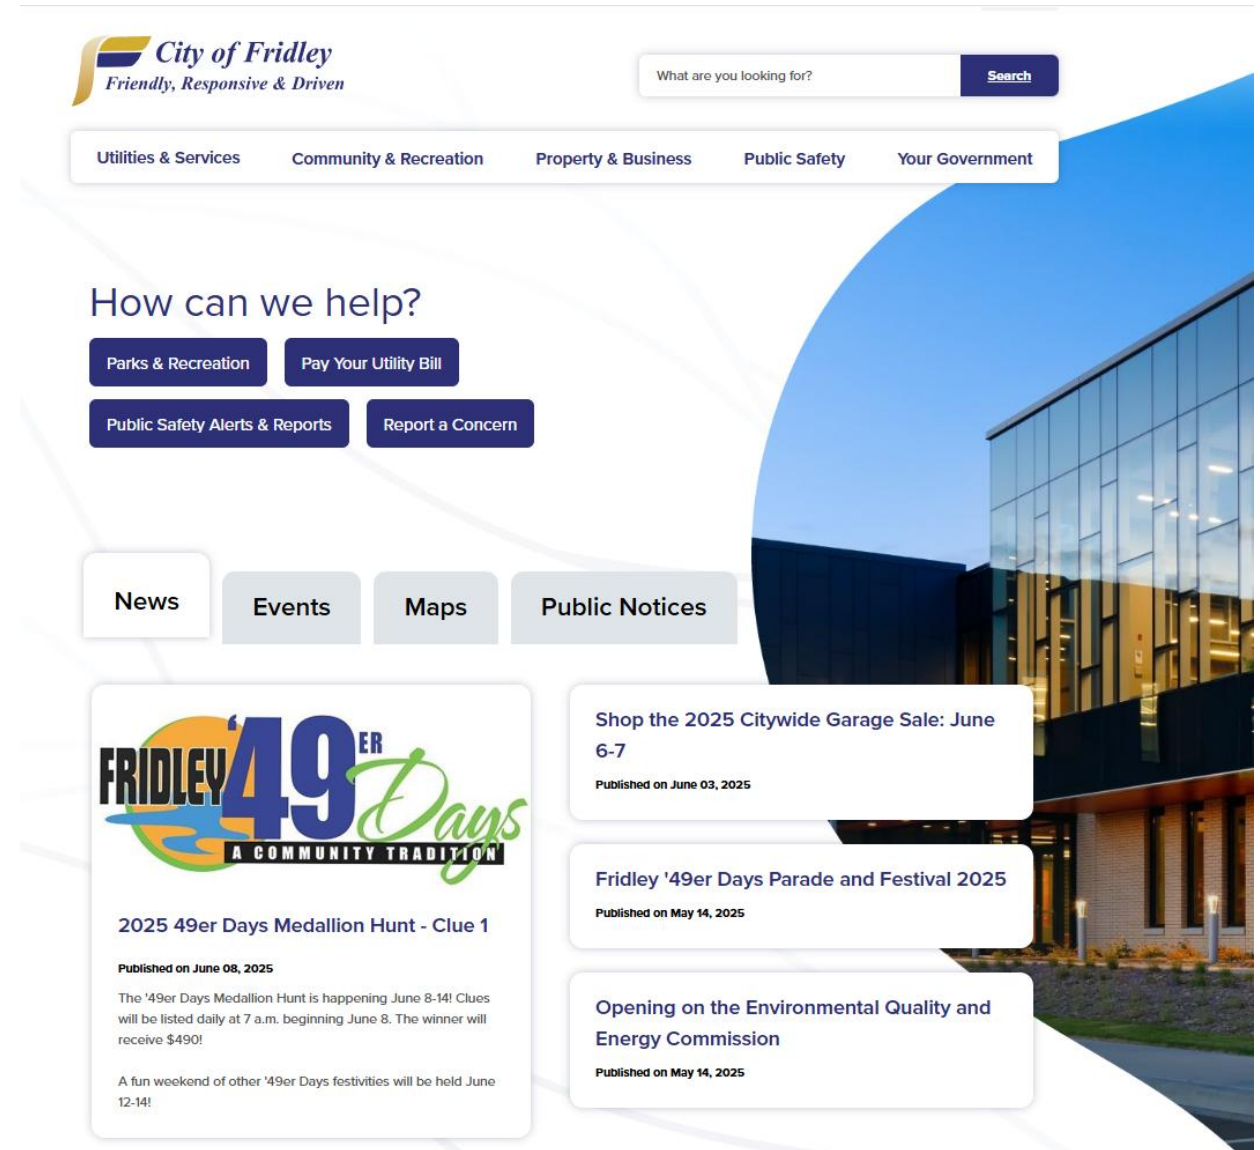 City of Fridley
Friendly, Responsive & Driven
What are you looking for?
Search
Utilities & Services
Community & Recreation
Property & Business
Public Safety
Your Government
How can we help?
Parks & Recreation
Pay Your Utility Bill
Public Safety Alerts & Reports
Report a Concern
News
Events
Maps
Public Notices
FRIDLEY '49ER Days
A COMMUNITY TRADITION
2025 49er Days Medallion Hunt - Clue 1
Published on June 08, 2025
The '49er Days Medallion Hunt is happening June 8-14! Clues
will be listed daily at 7 a.m. beginning June 8. The winner will
receive $490!
A fun weekend of other '49er Days festivities will be held June
12-14!
Shop the 2025 Citywide Garage Sale: June
6-7
Published on June 03, 2025
Fridley '49er Days Parade and Festival 2025
Published on May 14, 2025
Opening on the Environmental Quality and
Energy Commission
Published on May 14, 2025